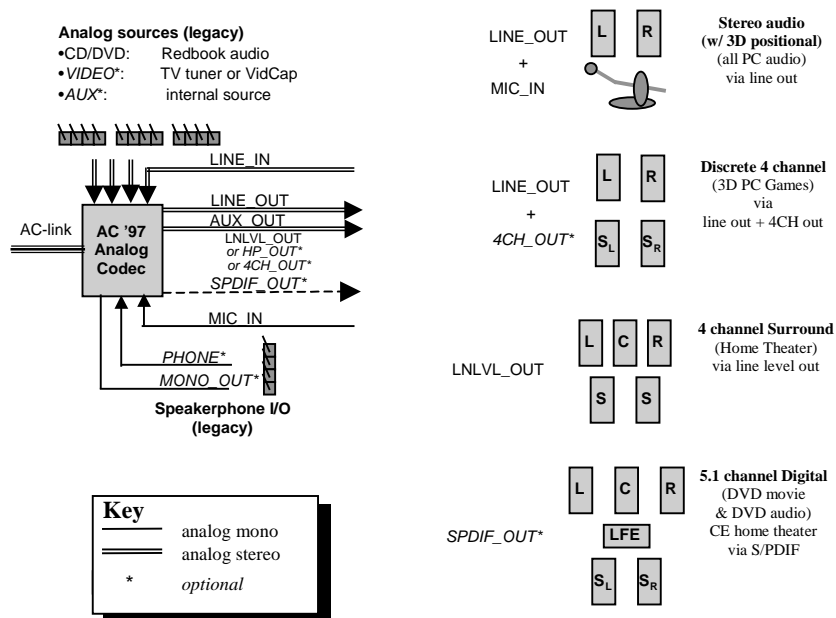 Analog sources (legacy)
•CD/DVD: Redbook audio
•VIDEO*: TV tuner or VidCap
•AUX*: internal source
LINE_IN
LINE_OUT
AUX_OUT
LNLVL_OUT
or HP_OUT*
or 4CH_OUT*
SPDIF_OUT*
AC-link
AC '97
Analog
Codec
MIC_IN
PHONE*
MONO_OUT*
Speakerphone I/O
(legacy)
Key
analog mono
analog stereo
* optional
LINE_OUT
+
MIC_IN
L R
Stereo audio
(w/ 3D positional)
(all PC audio)
via line out
LINE_OUT
+
4CH_OUT*
L R
SL SR
Discrete 4 channel
(3D PC Games)
via
line out + 4CH out
LNLVL_OUT
L C R
S S
4 channel Surround
(Home Theater)
via line level out
SPDIF_OUT*
L C R
LFE
SL SR
5.1 channel Digital
(DVD movie
& DVD audio)
CE home theater
via S/PDIF